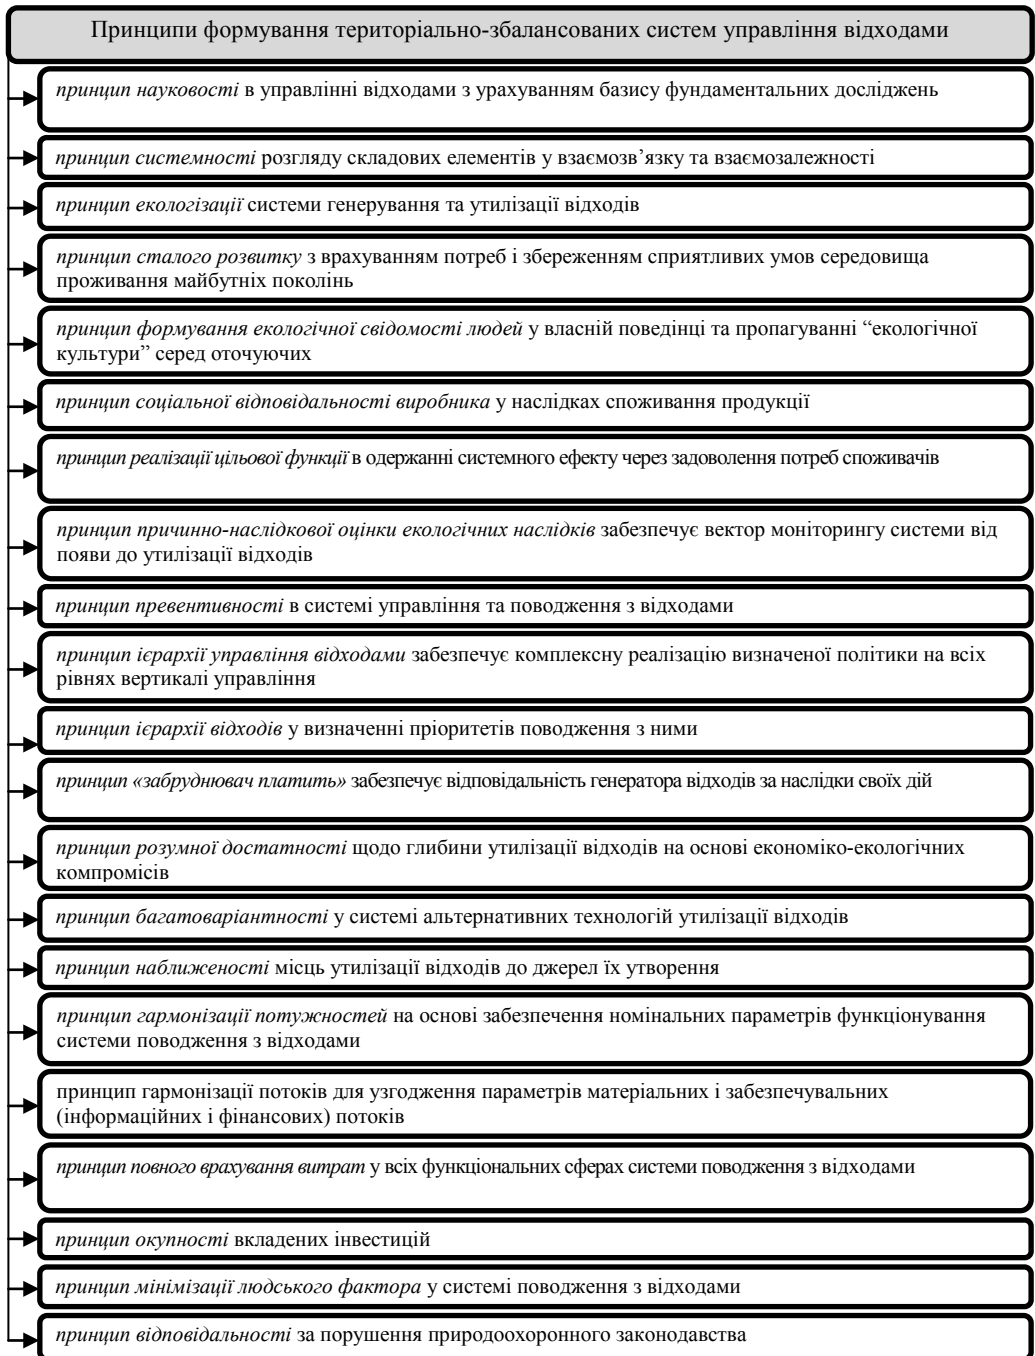 Принципи формування територіально-збалансованих систем управління відходами
принцип науковості в управлінні відходами з урахуванням базису фундаментальних досліджень
принцип системності розгляду складових елементів у взаємозв’язку та взаємозалежності
принцип екологізації системи генерування та утилізації відходів
принцип сталого розвитку з врахуванням потреб і збереженням сприятливих умов середовища
проживання майбутніх поколінь
принцип формування екологічної свідомості людей у власній поведінці та пропагуванні “екологічної
культури” серед оточуючих
принцип соціальної відповідальності виробника у наслідках споживання продукції
принцип реалізації цільової функції в одержанні системного ефекту через задоволення потреб споживачів
принцип причинно-наслідкової оцінки екологічних наслідків забезпечує вектор моніторингу системи від
появи до утилізації відходів
принцип превентивності в системі управління та поводження з відходами
принцип ієрархії управління відходами забезпечує комплексну реалізацію визначеної політики на всіх
рівнях вертикалі управління
принцип ієрархії відходів у визначенні пріоритетів поводження з ними
принцип «забруднювач платить» забезпечує відповідальність генератора відходів за наслідки своїх дій
принцип розумної достатності щодо глибини утилізації відходів на основі економіко-екологічних
компромісів
принцип багатоваріантності у системі альтернативних технологій утилізації відходів
принцип наближеності місць утилізації відходів до джерел їх утворення
принцип гармонізації потужностей на основі забезпечення номінальних параметрів функціонування
системи поводження з відходами
принцип гармонізації потоків для узгодження параметрів матеріальних і забезпечувальних
(інформаційних і фінансових) потоків
принцип повного врахування витрат у всіх функціональних сферах системи поводження з відходами
принцип окупності вкладених інвестицій
принцип мінімізації людського фактора у системі поводження з відходами
принцип відповідальності за порушення природоохоронного законодавства